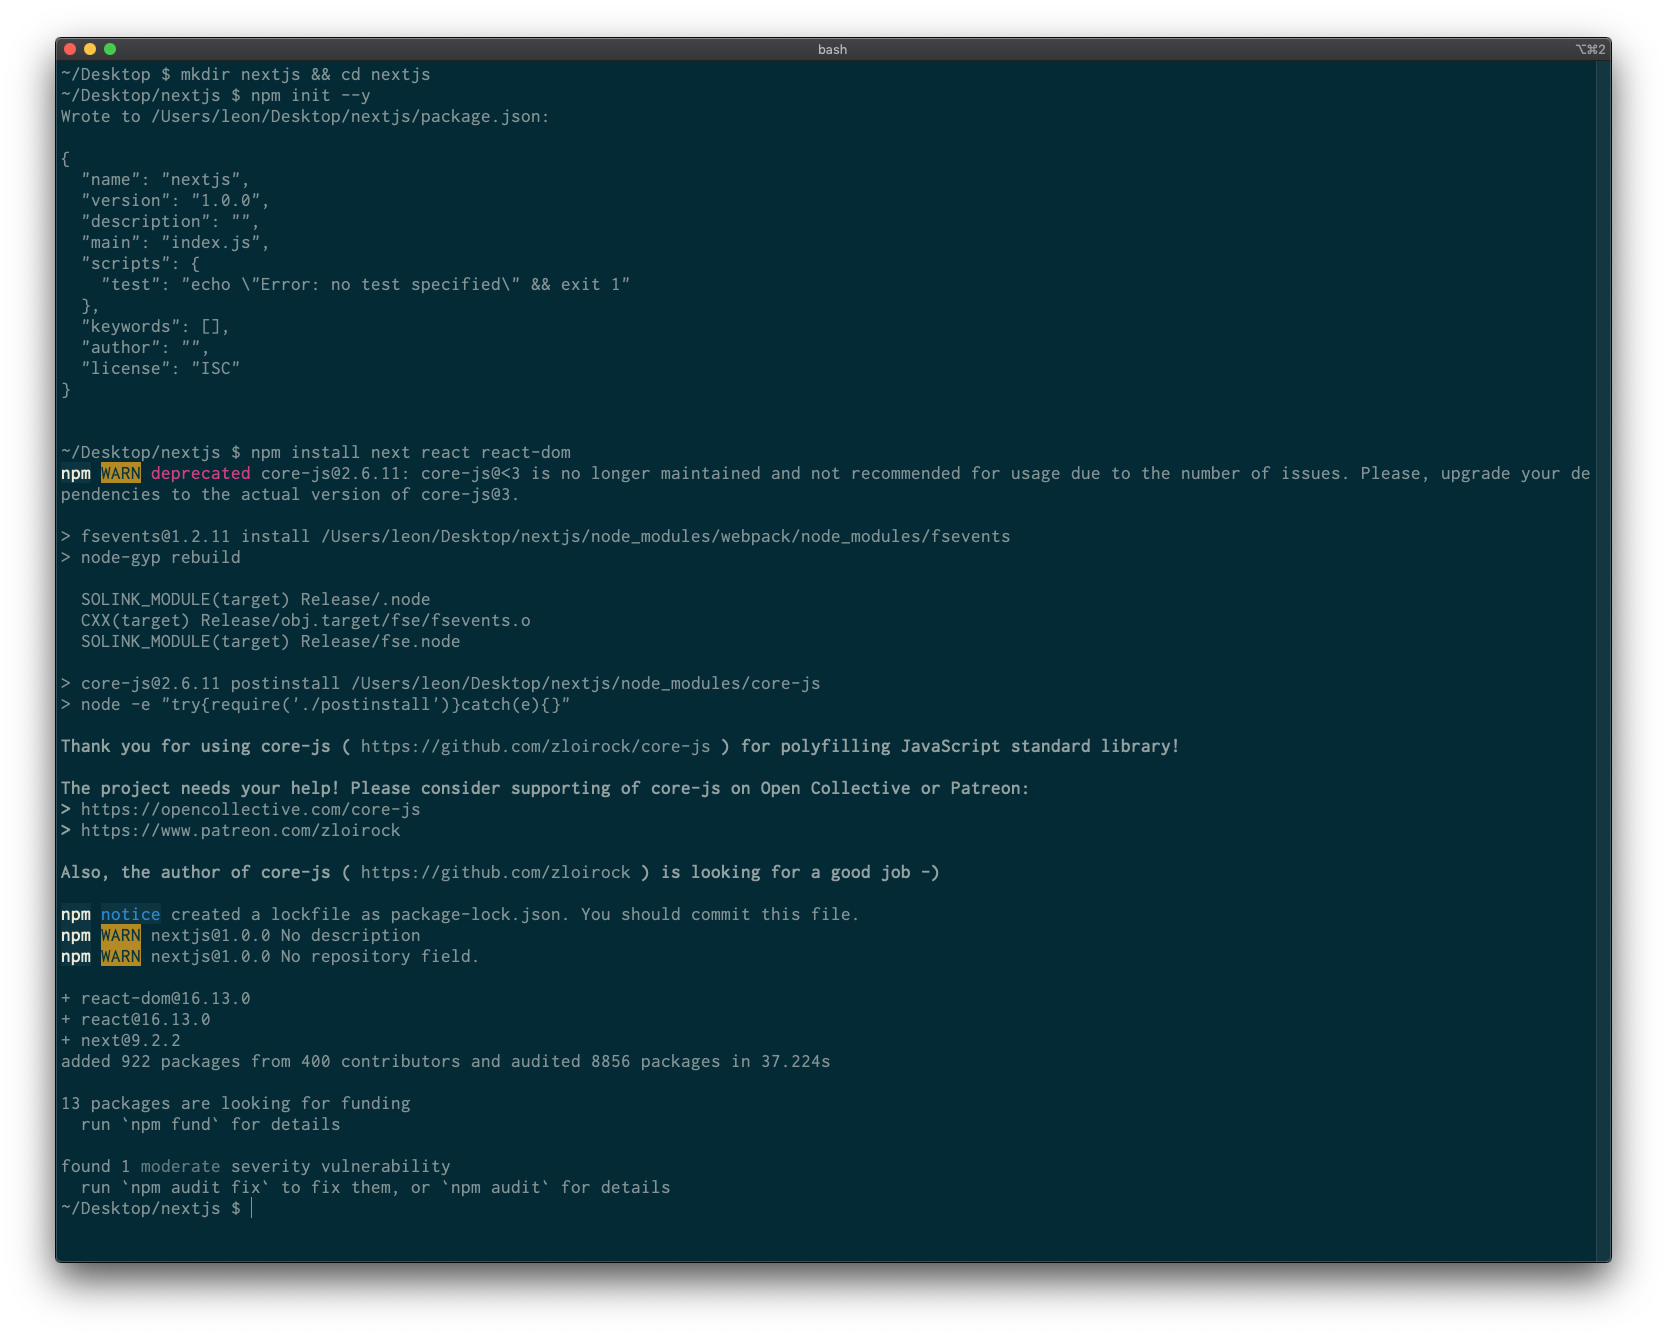 bash
⌥⌘2
~/Desktop $ mkdir nextjs && cd nextjs
~/Desktop/nextjs $ npm init --y
Wrote to /Users/leon/Desktop/nextjs/package.json:
{
  "name": "nextjs",
  "version": "1.0.0",
  "description": "",
  "main": "index.js",
  "scripts": {
    "test": "echo \"Error: no test specified\" && exit 1"
  },
  "keywords": [],
  "author": "",
  "license": "ISC"
}
~/Desktop/nextjs $ npm install next react react-dom
npm WARN deprecated core-js@2.6.11: core-js@<3 is no longer maintained and not recommended for usage due to the number of issues. Please, upgrade your de
pendencies to the actual version of core-js@3.
> fsevents@1.2.11 install /Users/leon/Desktop/nextjs/node_modules/webpack/node_modules/fsevents
> node-gyp rebuild
  SOLINK_MODULE(target) Release/.node
  CXX(target) Release/obj.target/fse/fsevents.o
  SOLINK_MODULE(target) Release/fse.node
> core-js@2.6.11 postinstall /Users/leon/Desktop/nextjs/node_modules/core-js
> node -e "try{require('./postinstall')}catch(e){}"
Thank you for using core-js ( https://github.com/zloirock/core-js ) for polyfilling JavaScript standard library!
The project needs your help! Please consider supporting of core-js on Open Collective or Patreon:
> https://opencollective.com/core-js
> https://www.patreon.com/zloirock
Also, the author of core-js ( https://github.com/zloirock ) is looking for a good job -)
npm notice created a lockfile as package-lock.json. You should commit this file.
npm WARN nextjs@1.0.0 No description
npm WARN nextjs@1.0.0 No repository field.
+ react-dom@16.13.0
+ react@16.13.0
+ next@9.2.2
added 922 packages from 400 contributors and audited 8856 packages in 37.224s
13 packages are looking for funding
  run `npm fund` for details
found 1 moderate severity vulnerability
  run `npm audit fix` to fix them, or `npm audit` for details
~/Desktop/nextjs $